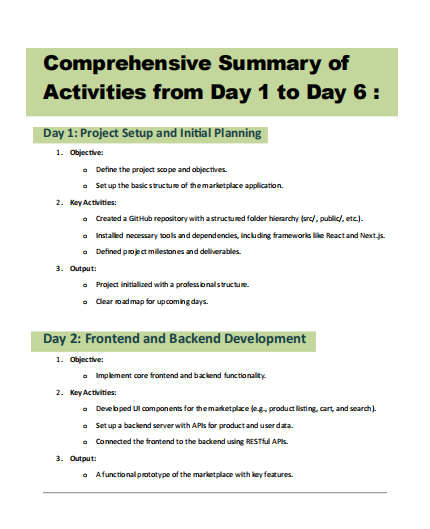 Comprehensive Summary of
Activities from Day 1 to Day 6 :
Day 1: Project Setup and Initial Planning
1. Objective:
o Define the project scope and objectives.
o Set up the basic structure of the marketplace application.
2. Key Activities:
o Created a GitHub repository with a structured folder hierarchy (src/, public/, etc.).
o Installed necessary tools and dependencies, including frameworks like React and Next.js.
o Defined project milestones and deliverables.
3. Output:
o Project initialized with a professional structure.
o Clear roadmap for upcoming days.
Day 2: Frontend and Backend Development
1. Objective:
o Implement core frontend and backend functionality.
2. Key Activities:
o Developed UI components for the marketplace (e.g., product listing, cart, and search).
o Set up a backend server with APIs for product and user data.
o Connected the frontend to the backend using RESTful APIs.
3. Output:
o A functional prototype of the marketplace with key features.